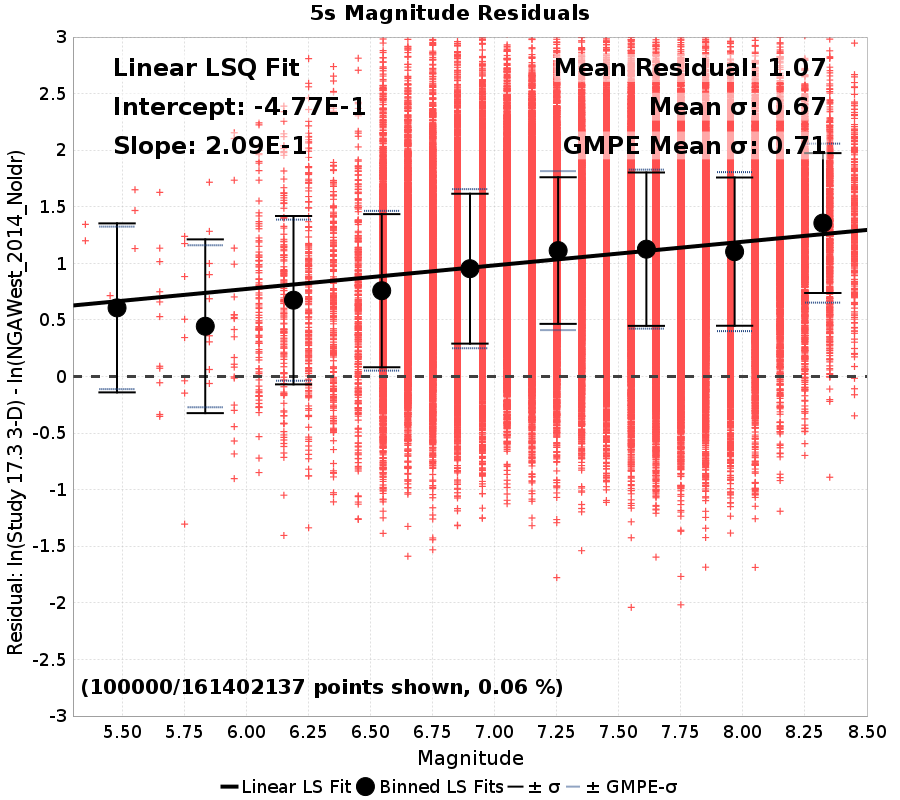 5s Magnitude Residuals
Linear LSQ Fit
Intercept: -4.77E-1
Slope: 2.09E-1
Mean Residual: 1.07
Mean σ: 0.67
GMPE Mean σ: 0.71
Residual: ln(Study 17.3 3-D) - ln(NGAWest_2014_NoIdr)
3
2.5
2
1.5
1
0.5
0
-0.5
-1
-1.5
-2
-2.5
-3
(100000/161402137 points shown, 0.06 %)
5.50 5.75 6.00 6.25 6.50 6.75 7.00 7.25 7.50 7.75 8.00 8.25 8.50
Magnitude
Linear LS Fit Binned LS Fits ± σ ± GMPE-σ